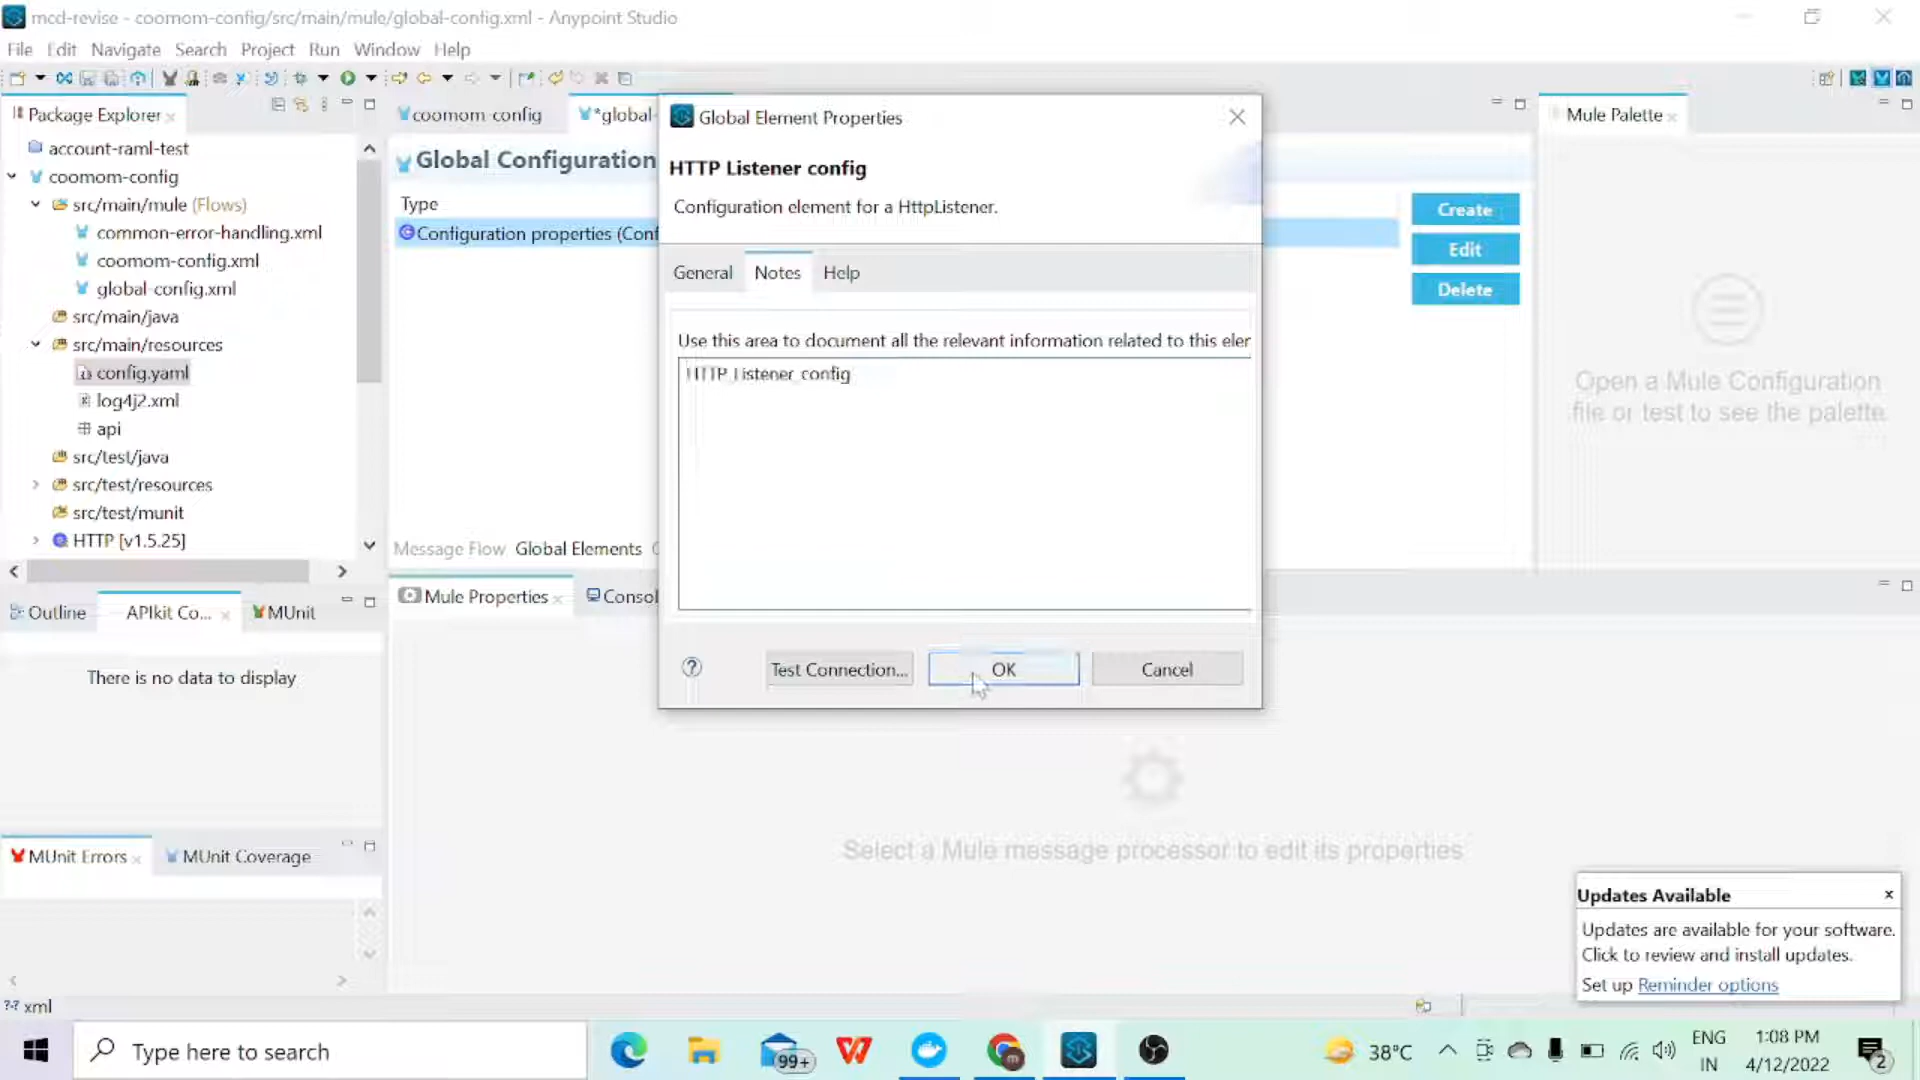 mcd-revise - coomom-config/src/main/mule/global-config.xml - Anypoint Studio
File Edit Navigate Search Project Run Window Help
Package Explorer
account-raml-test
coomom-config
src/main/mule (Flows)
common-error-handling.xml
coomom-config.xml
global-config.xml
src/main/java
src/main/resources
config.yaml
log4j2.xml
api
src/test/java
src/test/resources
src/test/munit
HTTP [v1.5.25]
coomom-config
*global-
Global Configuration
Type
Configuration properties (Conf
Create
Edit
Delete
Message Flow Global Elements
Global Element Properties
HTTP Listener config
Configuration element for a HttpListener.
General Notes Help
Use this area to document all the relevant information related to this eler
HTTP Listener config
Test Connection...
OK
Cancel
Mule Palette
Open a Mule Configuration
file or test to see the palette
Outline
APIkit Co...
MUnit
There is no data to display
Mule Properties
Consol
Select a Mule message processor to edit its properties
MUnit Errors
MUnit Coverage
Updates Available
Updates are available for your software.
Click to review and install updates.
Set up Reminder options
xml
Type here to search
99+
38°C
ENG
IN
1:08 PM
4/12/2022
2